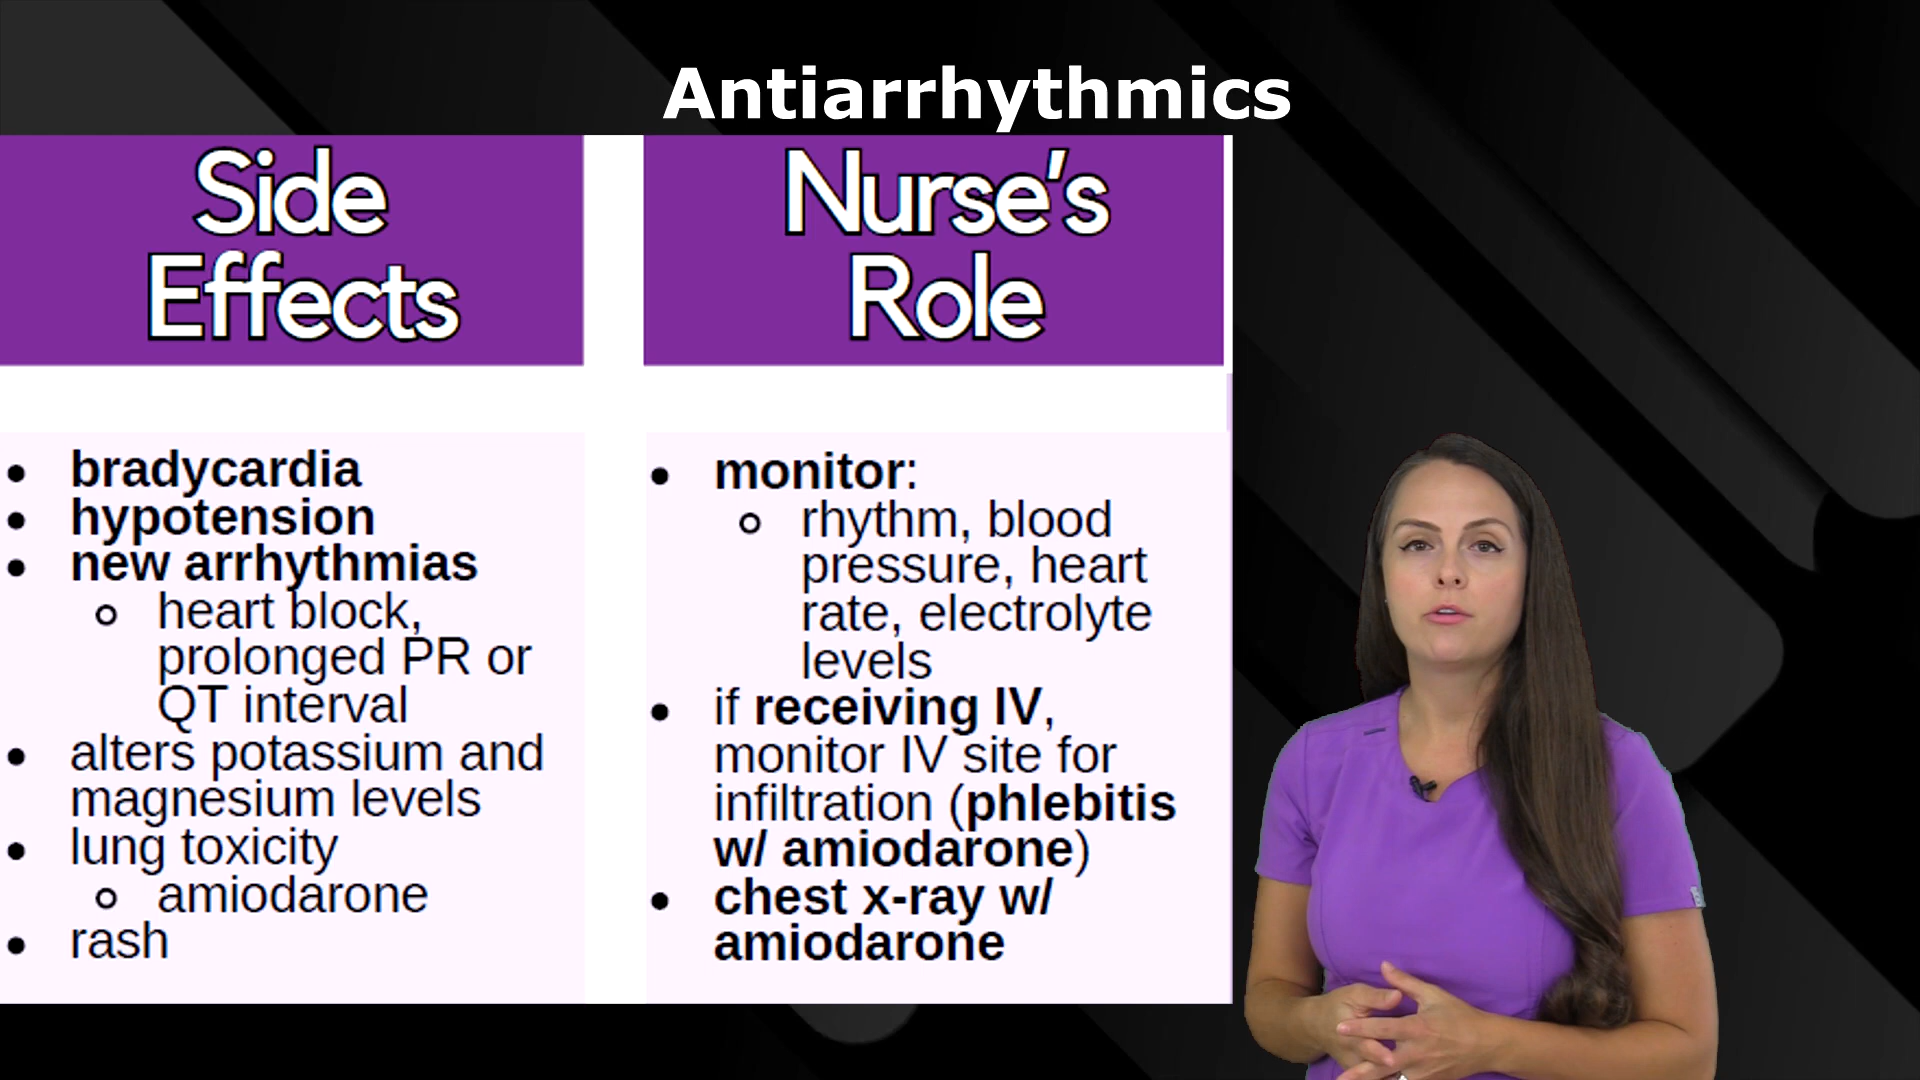 Antiarrhythmics
Side
Effects
• bradycardia
• hypotension
• new arrhythmias
o heart block,
prolonged PR or
QT interval
• alters potassium and
magnesium levels
• lung toxicity
o amiodarone
• rash
Nurse's
Role
• monitor:
o rhythm, blood
pressure, heart
rate, electrolyte
levels
• if receiving IV,
monitor IV site for
infiltration (phlebitis
w/ amiodarone)
• chest x-ray w/
amiodarone